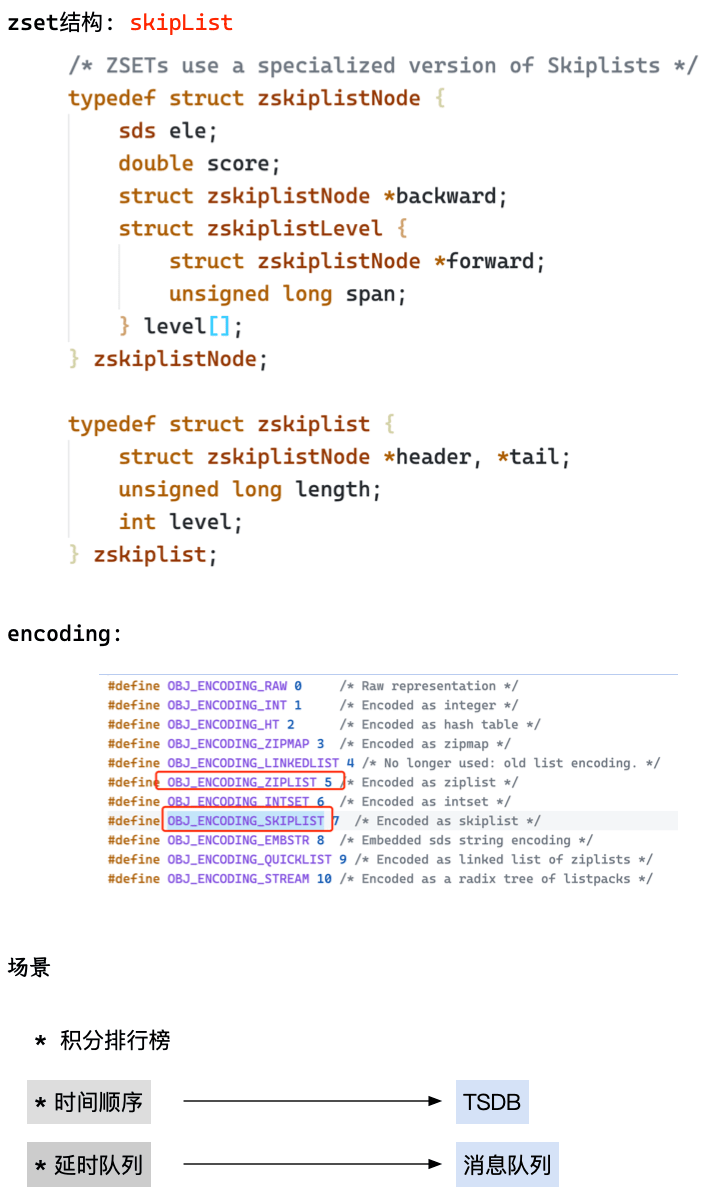 zset结构: skipList
/* ZSETs use a specialized version of Skiplists */
typedef struct zskiplistNode {
sds ele;
double score;
struct zskiplistNode *backward;
struct zskiplistLevel {
struct zskiplistNode *forward;
unsigned long span;
} level[];
} zskiplistNode;
typedef struct zskiplist {
struct zskiplistNode *header, *tail;
unsigned long length;
int level;
} zskiplist;
encoding:
#define OBJ_ENCODING_RAW 0 /* Raw representation */
#define OBJ_ENCODING_INT 1 /* Encoded as integer */
#define OBJ_ENCODING_HT 2 /* Encoded as hash table */
#define OBJ_ENCODING_ZIPMAP 3 /* Encoded as zipmap */
#define OBJ_ENCODING_LINKEDLIST 4 /* No longer used: old list encoding. */
#define OBJ_ENCODING_ZIPLIST 5 /* Encoded as ziplist */
#define OBJ_ENCODING_INTSET 6 /* Encoded as intset */
#define OBJ_ENCODING_SKIPLIST 7 /* Encoded as skiplist */
#define OBJ_ENCODING_EMBSTR 8 /* Embedded sds string encoding */
#define OBJ_ENCODING_QUICKLIST 9 /* Encoded as linked list of ziplists */
#define OBJ_ENCODING_STREAM 10 /* Encoded as a radix tree of listpacks */
场景
* 积分排行榜
* 时间顺序 TSDB
* 延时队列 消息队列